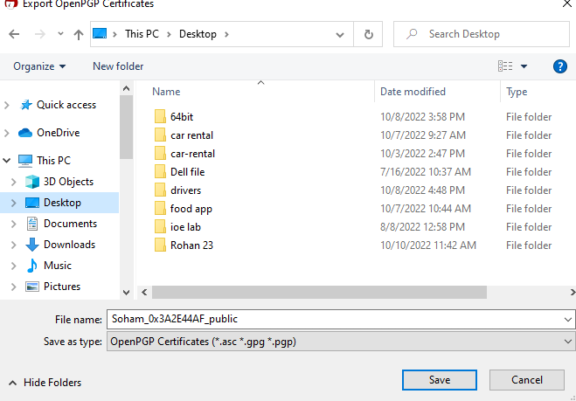 Export OpenPGP Certificates
This PC > Desktop >
Search Desktop
Organize New folder
Name Date modified Type
Quick access
OneDrive
This PC
3D Objects
Desktop
Documents
Downloads
Music
Pictures
64bit 10/8/2022 3:58 PM File folder
car rental 10/7/2022 9:27 AM File folder
car-rental 10/3/2022 2:47 PM File folder
Dell file 7/16/2022 10:37 AM File folder
drivers 10/8/2022 4:48 PM File folder
food app 10/7/2022 10:44 AM File folder
ioe lab 8/8/2022 12:58 PM File folder
Rohan 23 10/10/2022 11:42 AM File folder
File name: Soham_0x3A2E44AF_public
Save as type: OpenPGP Certificates (*.asc *.gpg *.pgp)
Hide Folders Save Cancel